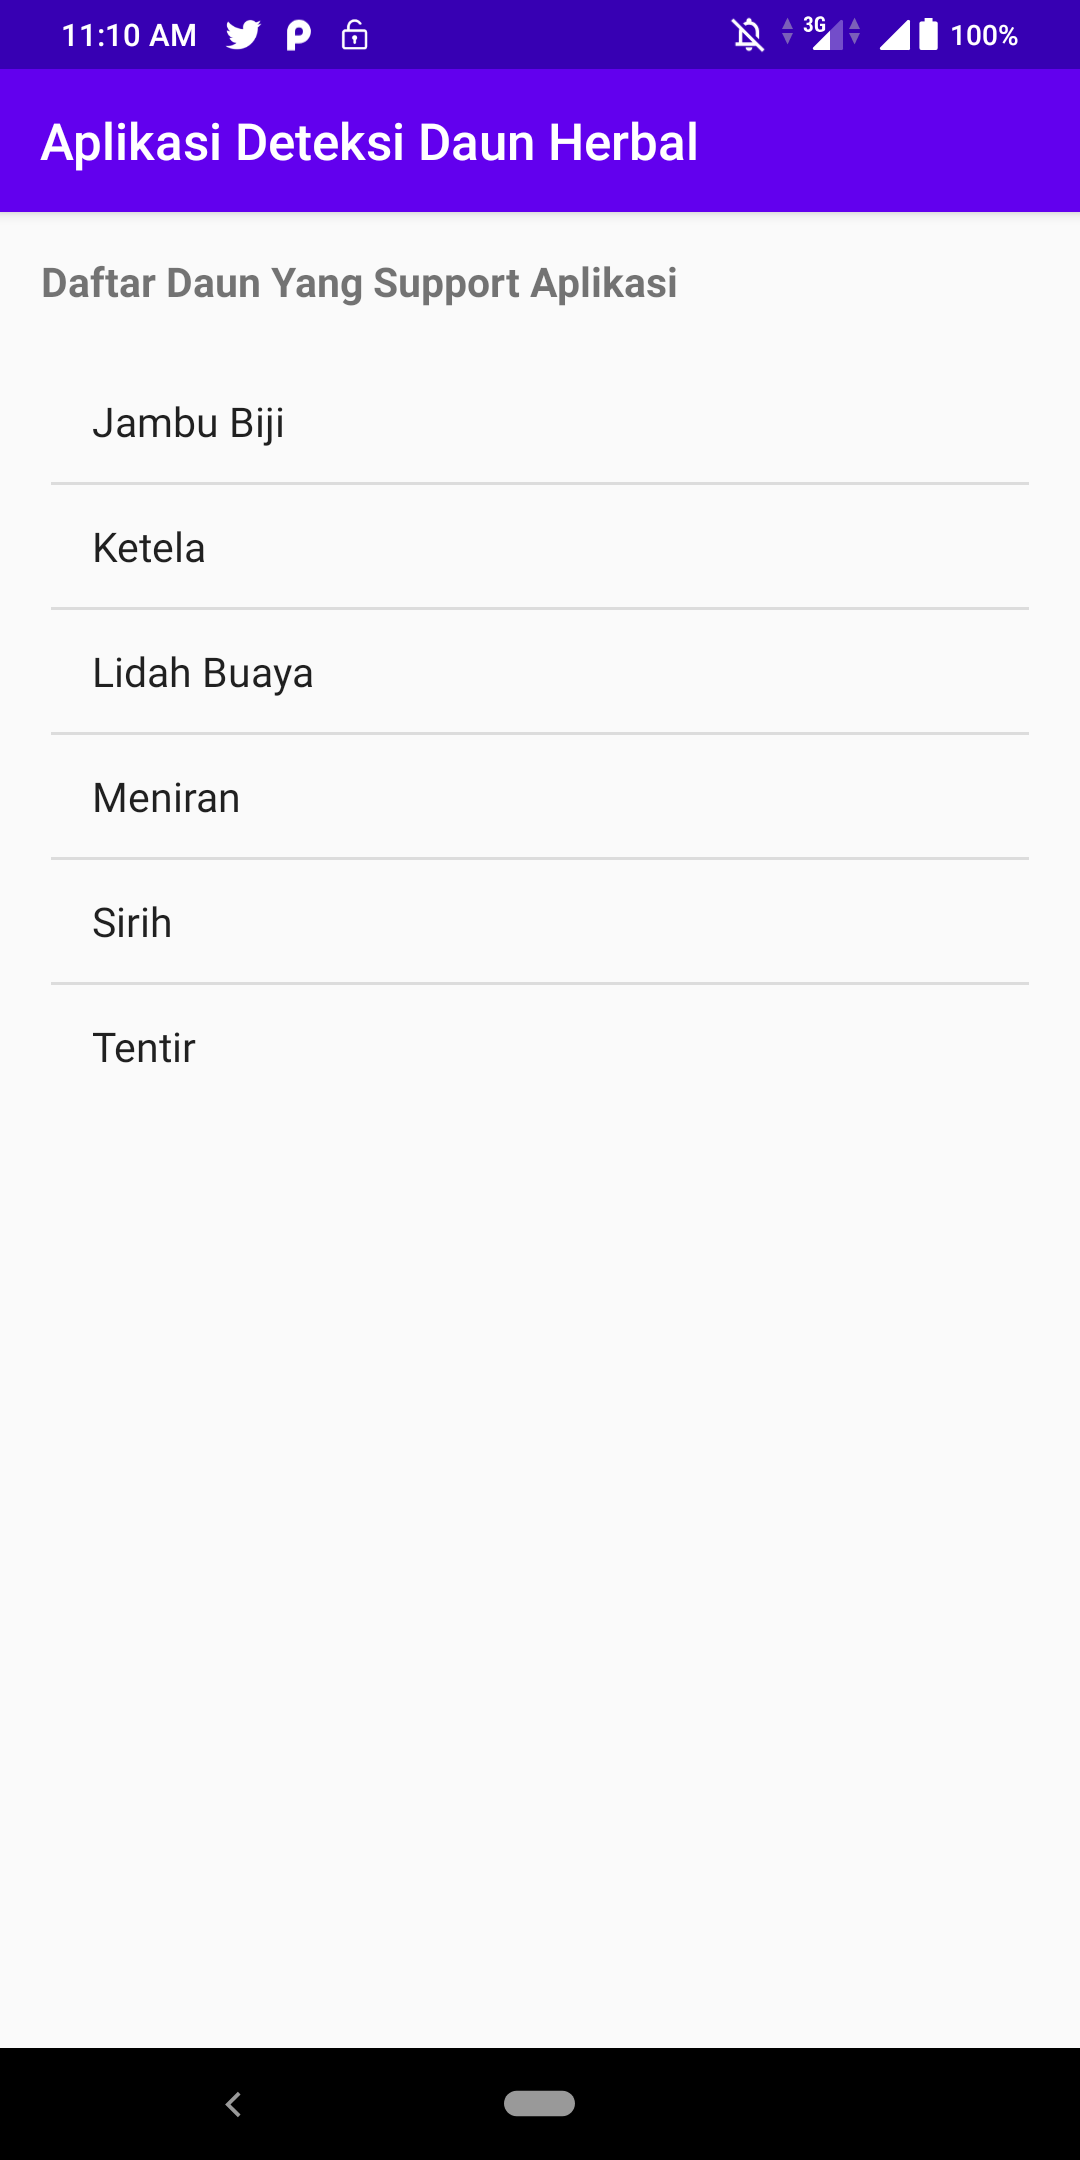 11:10 AM
3G
100%
Aplikasi Deteksi Daun Herbal
Daftar Daun Yang Support Aplikasi
Jambu Biji
Ketela
Lidah Buaya
Meniran
Sirih
Tentir